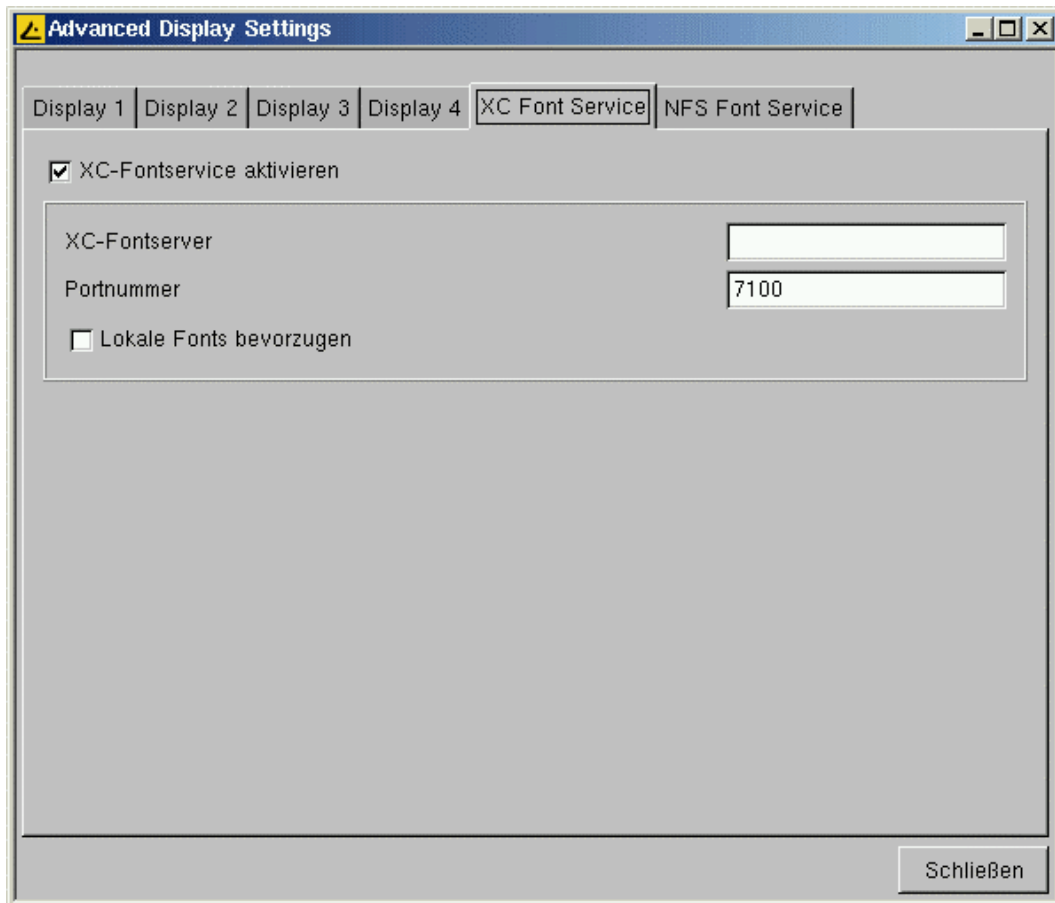 Advanced Display Settings
Display 1 Display 2 Display 3 Display 4 XC Font Service NFS Font Service
XC-Fontservice aktivieren
XC-Fontserver
Portnummer 7100
Lokale Fonts bevorzugen
Schließen